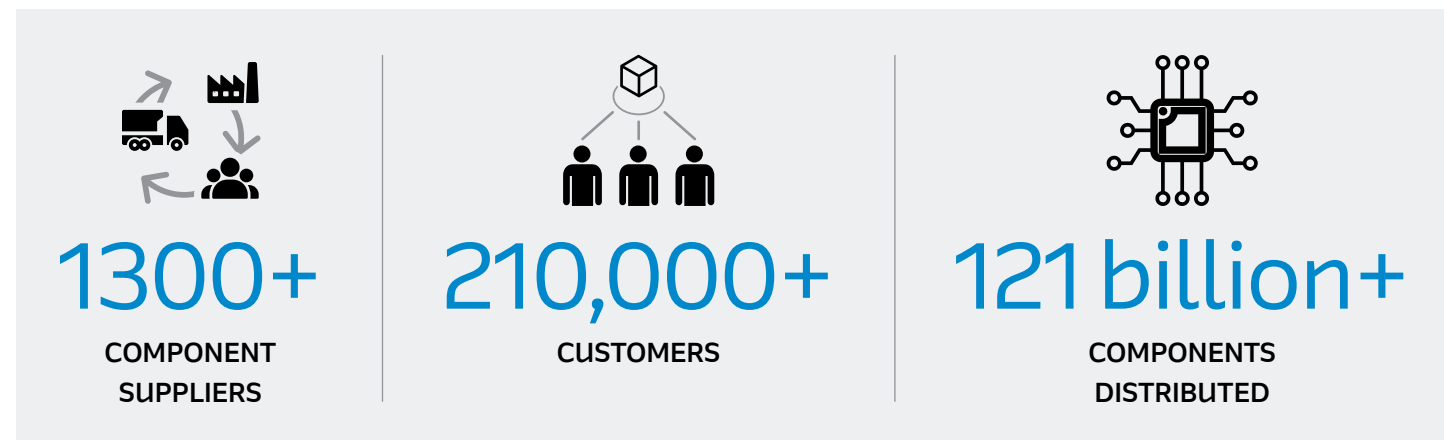 1300+
COMPONENT
SUPPLIERS
210,000+
CUSTOMERS
121 billion+
COMPONENTS
DISTRIBUTED